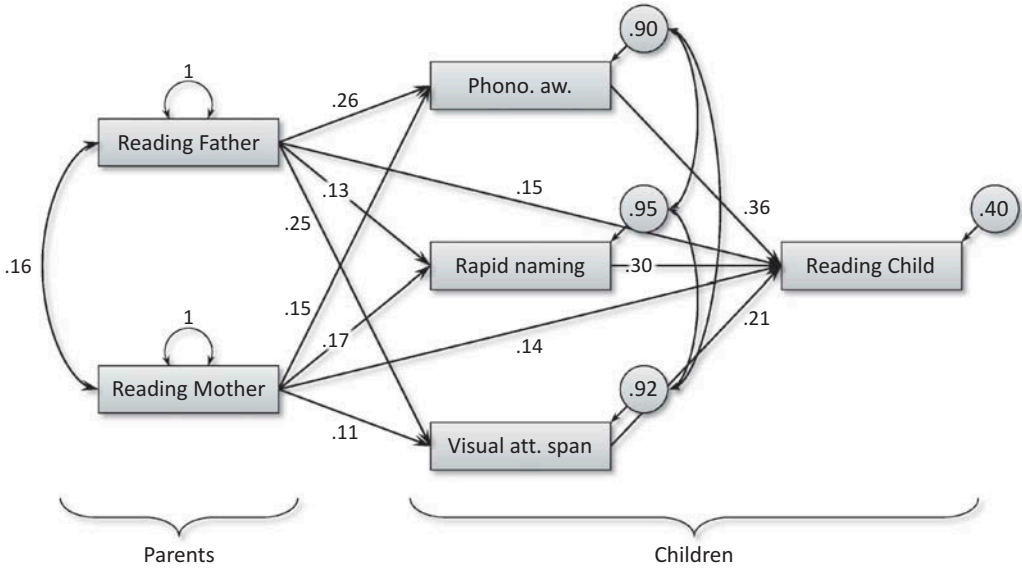 .90
1
Phono. aw.
.26
Reading Father
.13
.15
.95
.36
.40
.25
.16
Rapid naming
.30
Reading Child
.15
1
.17
.14
.21
Reading Mother
.92
.11
Visual att. span
Parents
Children